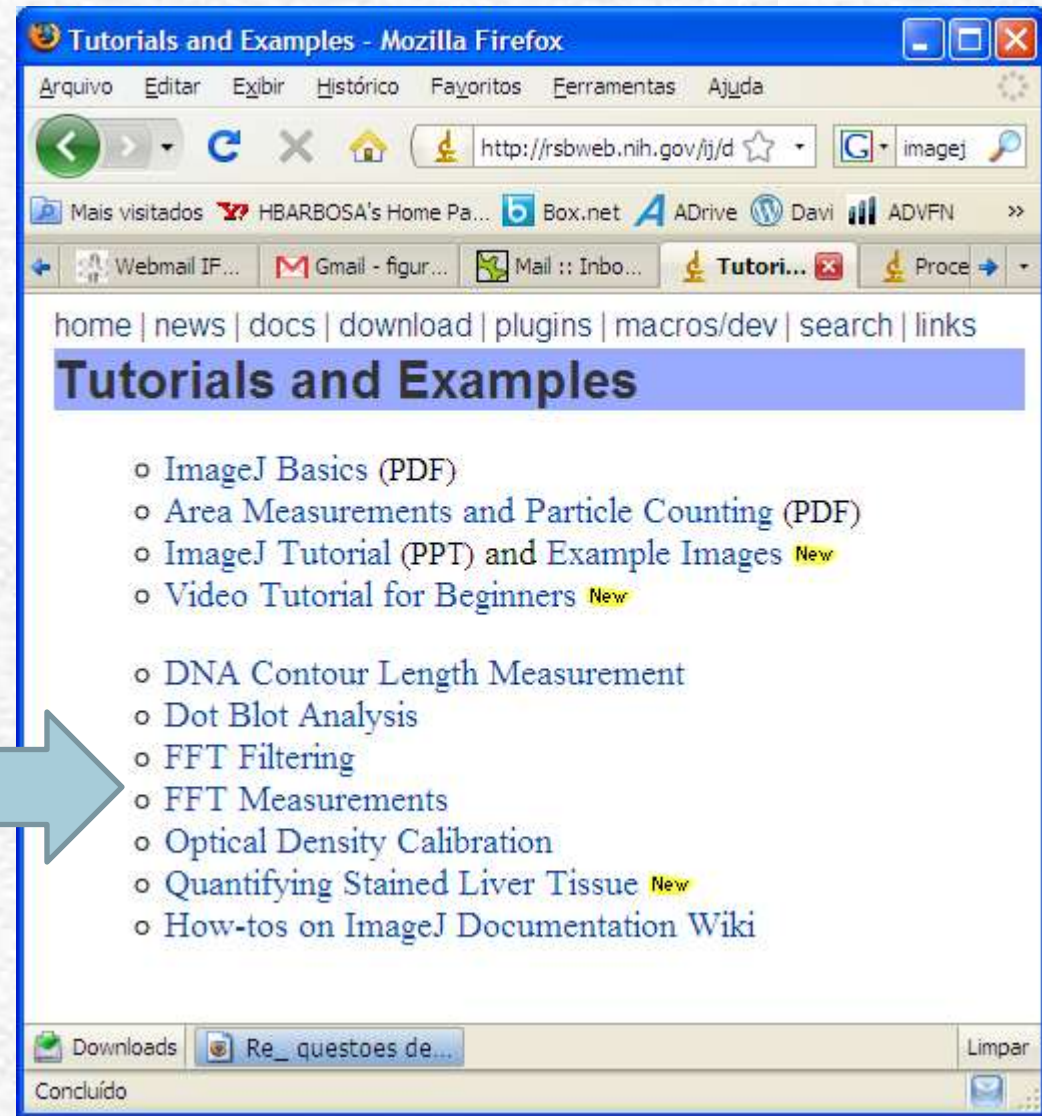 Tutorials and Examples - Mozilla Firefox
Arquivo Editar Exibir Histórico Favoritos Ferramentas Ajuda
http://rsbweb.nih.gov/ij/d G imagej
Mais visitados HBARBOSA's Home Pa... Box.net ADrive Davi ADVFN »
Webmail IF... Gmail - figur... Mail :: Inbo... Tutori... Proce
home | news | docs | download | plugins | macros/dev | search | links
Tutorials and Examples
ImageJ Basics (PDF)
Area Measurements and Particle Counting (PDF)
ImageJ Tutorial (PPT) and Example Images New
Video Tutorial for Beginners New
DNA Contour Length Measurement
Dot Blot Analysis
FFT Filtering
FFT Measurements
Optical Density Calibration
Quantifying Stained Liver Tissue New
How-tos on ImageJ Documentation Wiki
Downloads Re_ questoes de... Limpar
Concluído